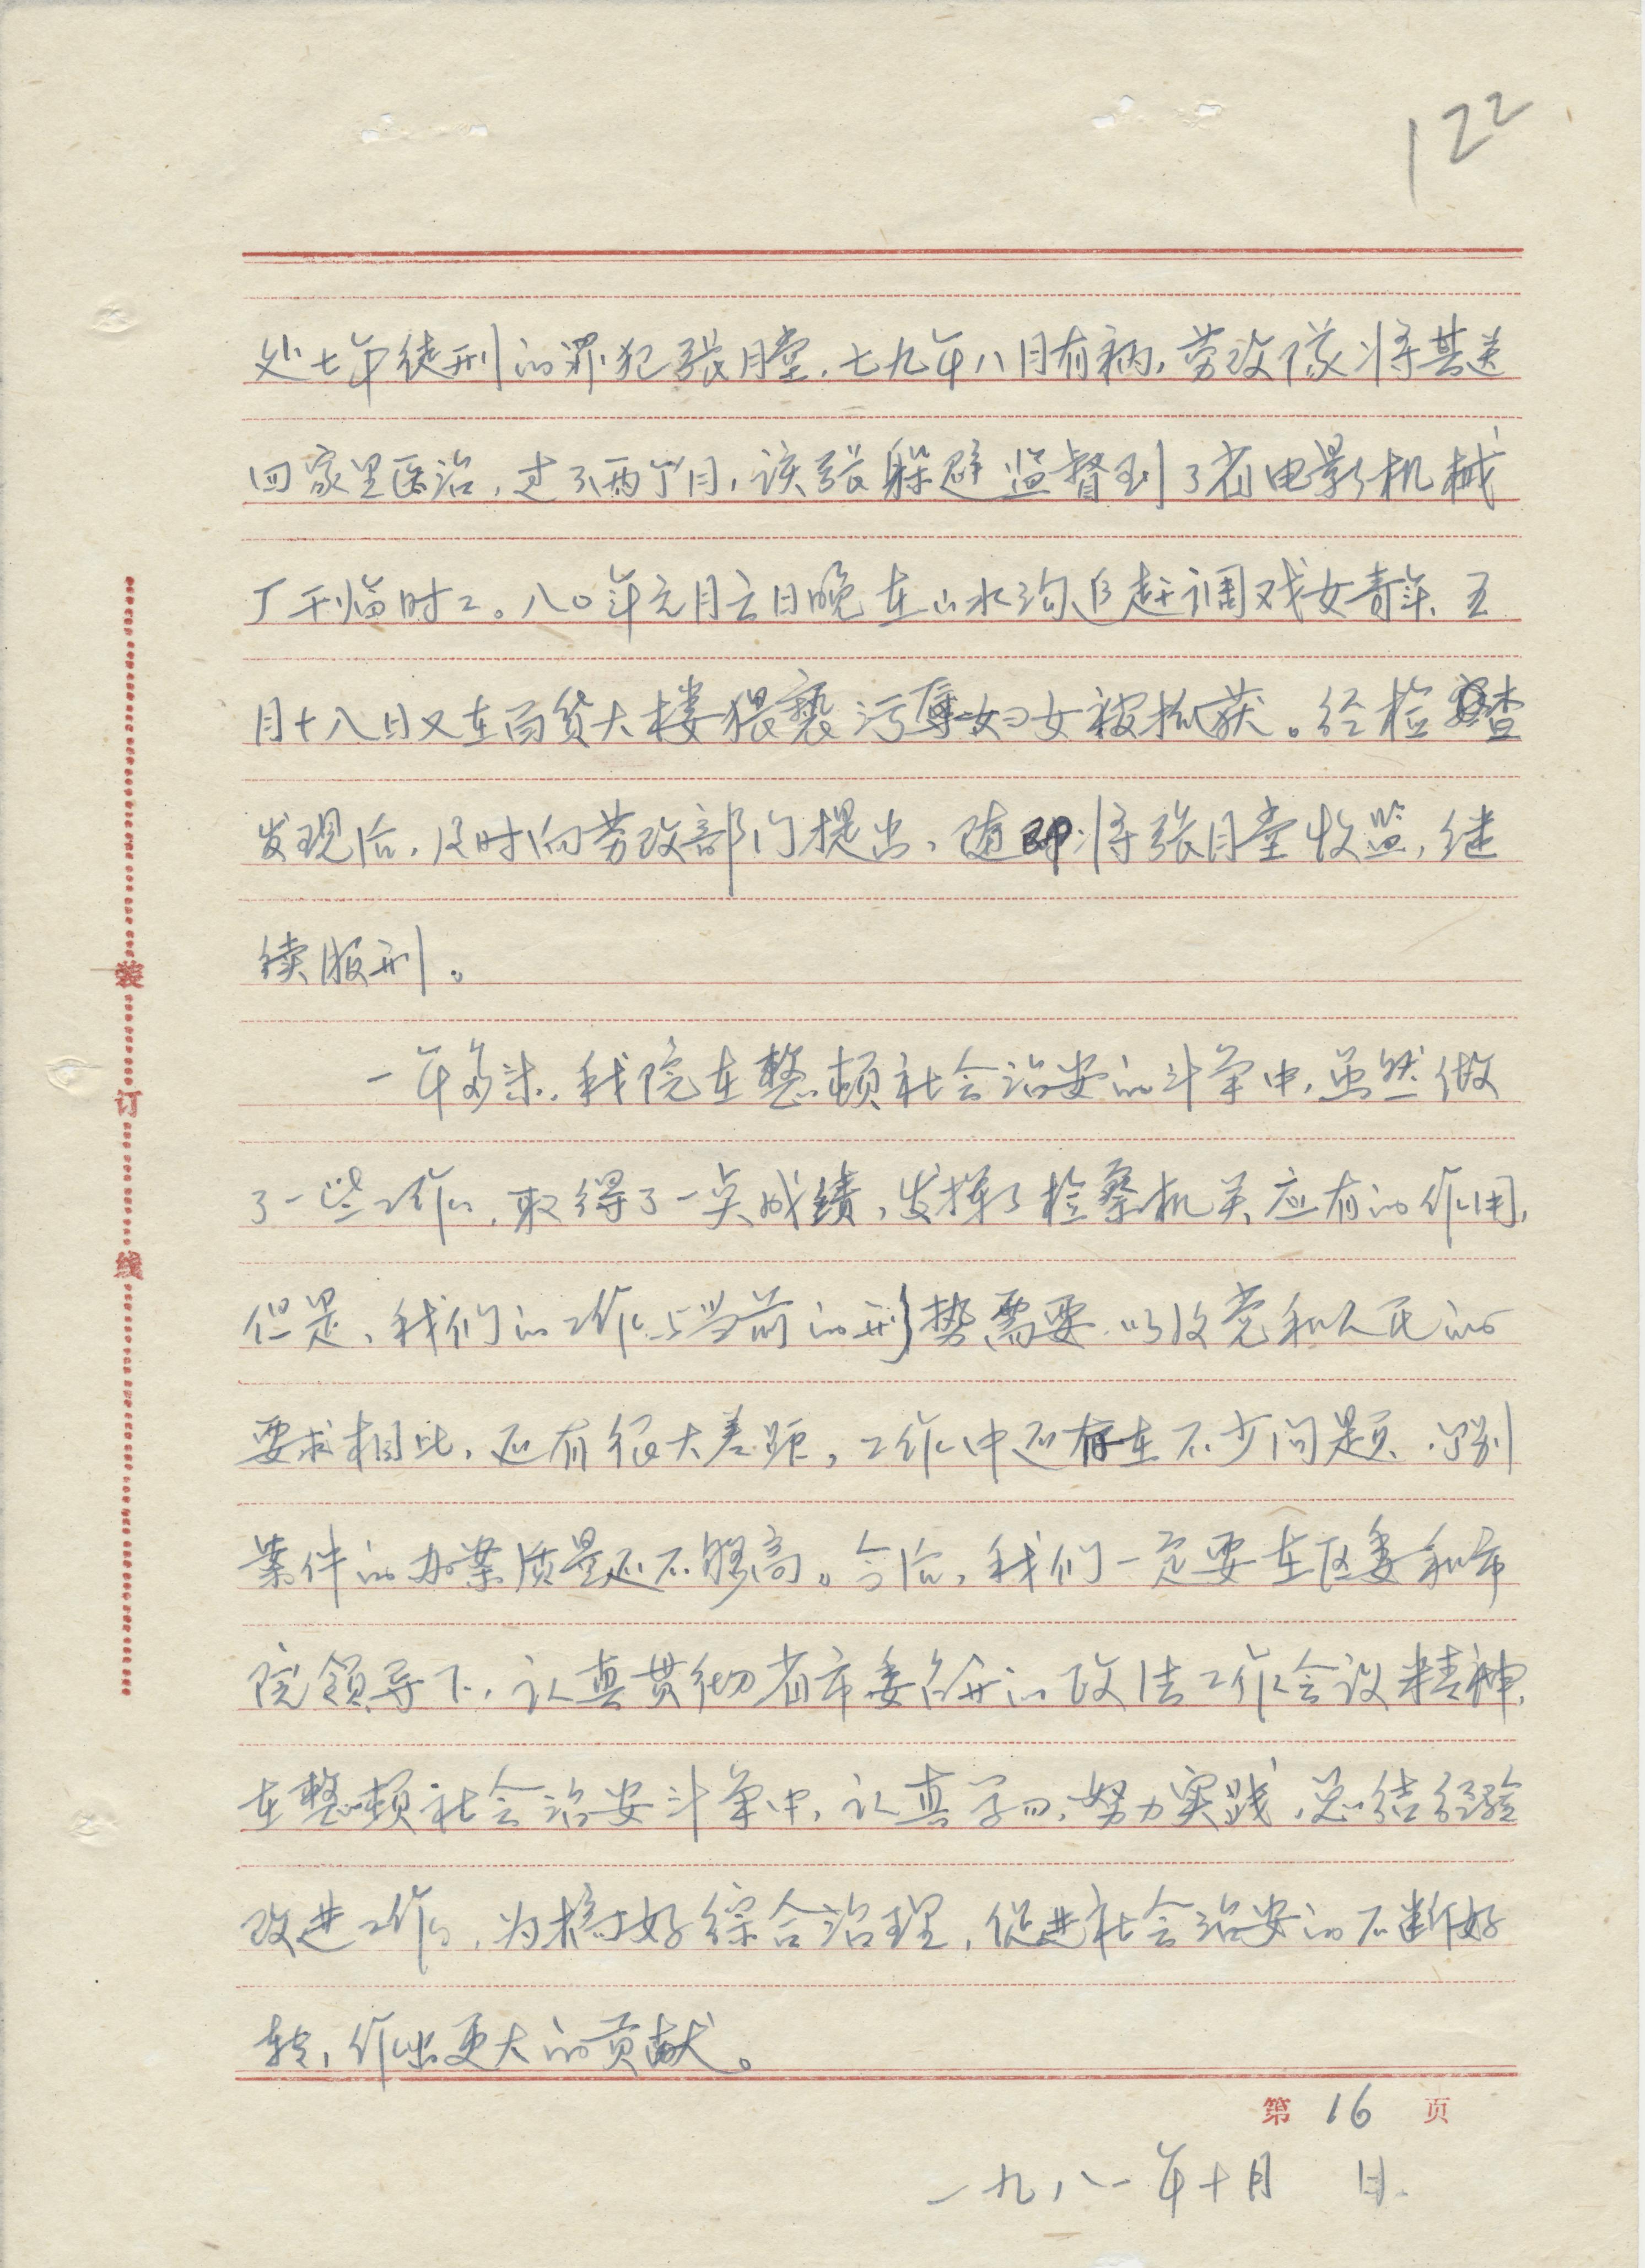 122
处七年徒刑的罪犯张月堂，七九年八月有病，劳改队将其送
回家里医治，过了两个月，该张躲避监督到了省电影机械
厂干临时工。八〇年元月三日晚在山水沟追赶调戏女青年、五
月十八日又在百货大楼猥亵污辱妇女被抓获。经检查
发现后，及时向劳改部门提出，随即将张月堂收监，继
续服刑。
一年多来，我院在整顿社会治安的斗争中，虽然做
了一些工作，取得了一点成绩，发挥了检察机关应有的作用，
但是，我们的工作与当前的形势需要以及党和人民的
要求相比，还有很大差距，工作中还存在不少问题，个别
案件的办案质量还不够高。今后，我们一定要在区委和市
院领导下，认真贯彻省市委召开的政法工作会议精神，
在整顿社会治安斗争中，认真学习，努力实践，总结经验
改进工作，为搞好综合治理，促进社会治安的不断好
转，作出更大的贡献。
第 16 页
一九八一年十月 日
装
订
线